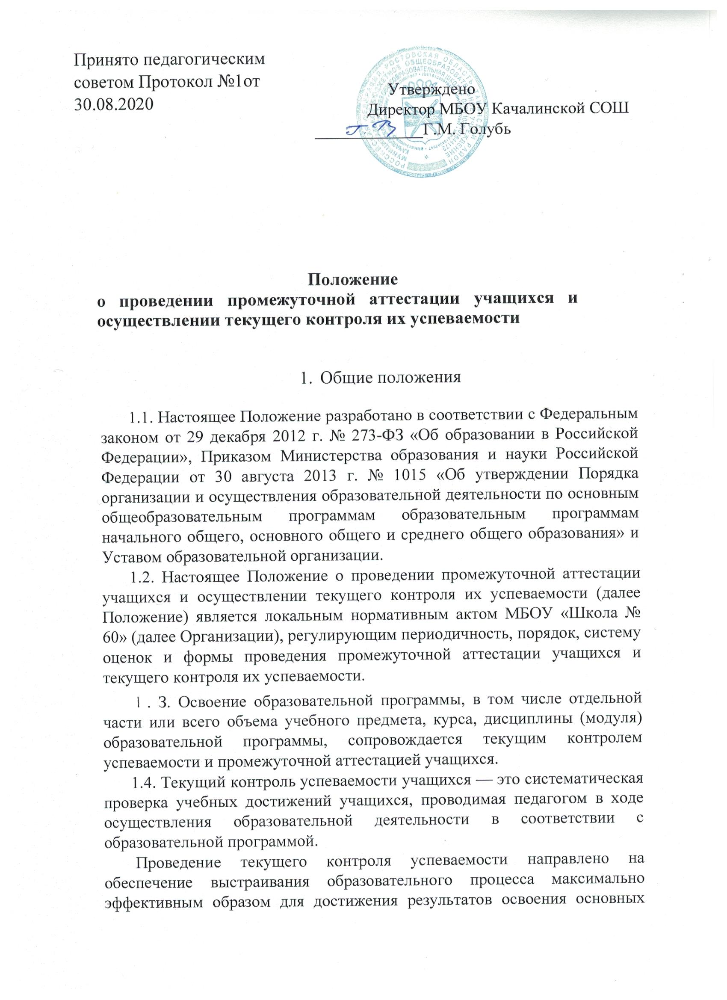 Принято педагогическим
советом Протокол №1от
30.08.2020
Утверждено
Директор МБОУ Качалинской СОШ
Г.М. Голубь
Положение
о проведении промежуточной аттестации учащихся и
осуществлении текущего контроля их успеваемости
1. Общие положения
1.1. Настоящее Положение разработано в соответствии с Федеральным
законом от 29 декабря 2012 г. № 273-ФЗ «Об образовании в Российской
Федерации», Приказом Министерства образования и науки Российской
Федерации от 30 августа 2013 г. № 1015 «Об утверждении Порядка
организации и осуществления образовательной деятельности по основным
общеобразовательным программам образовательным программам
начального общего, основного общего и среднего общего образования» и
Уставом образовательной организации.
1.2. Настоящее Положение о проведении промежуточной аттестации
учащихся и осуществлении текущего контроля их успеваемости (далее
Положение) является локальным нормативным актом МБОУ «Школа №
60» (далее Организации), регулирующим периодичность, порядок, систему
оценок и формы проведения промежуточной аттестации учащихся и
текущего контроля их успеваемости.
1 . 3. Освоение образовательной программы, в том числе отдельной
части или всего объема учебного предмета, курса, дисциплины (модуля)
образовательной программы, сопровождается текущим контролем
успеваемости и промежуточной аттестацией учащихся.
1.4. Текущий контроль успеваемости учащихся — это систематическая
проверка учебных достижений учащихся, проводимая педагогом в ходе
осуществления образовательной деятельности в соответствии с
образовательной программой.
Проведение текущего контроля успеваемости направлено на
обеспечение выстраивания образовательного процесса максимально
эффективным образом для достижения результатов освоения основных